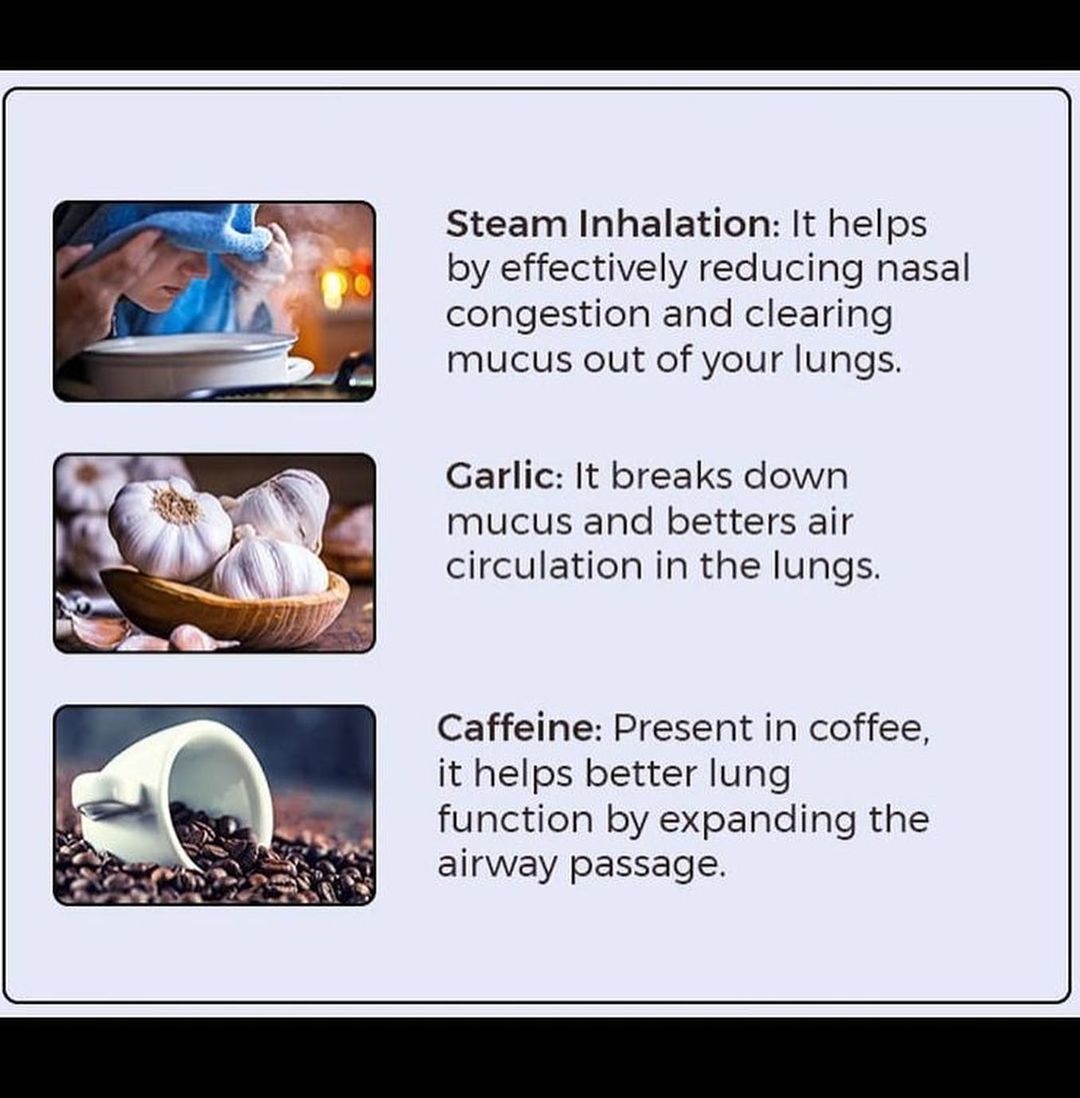 Steam Inhalation: It helps
by effectively reducing nasal
congestion and clearing
mucus out of your lungs.
Garlic: It breaks down
mucus and betters air
circulation in the lungs.
Caffeine: Present in coffee,
it helps better lung
function by expanding the
airway passage.